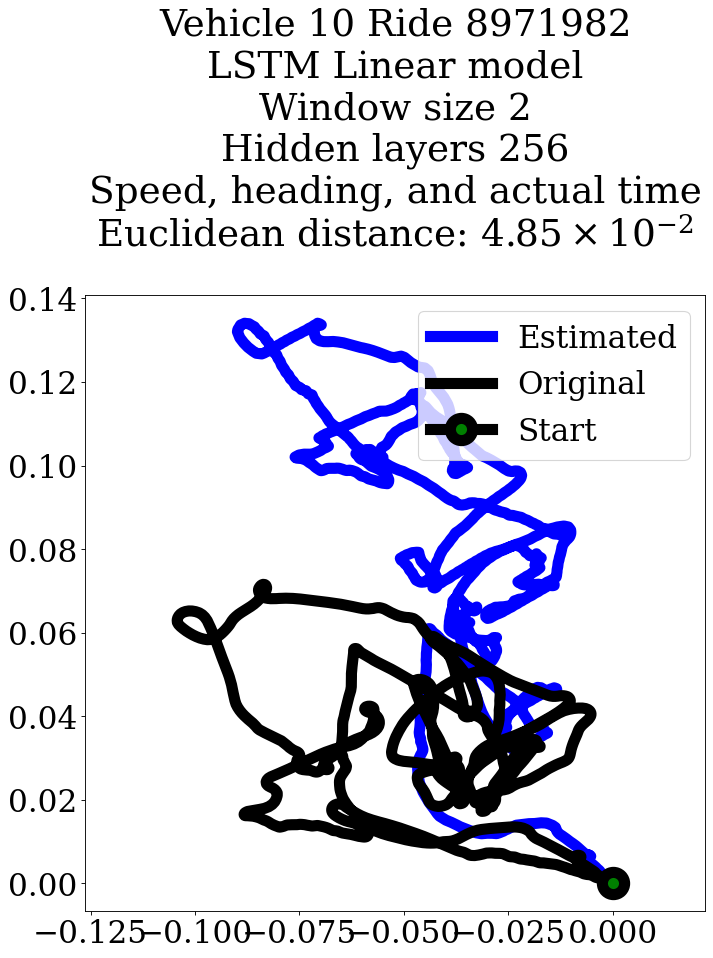 Vehicle 10 Ride 8971982
LSTM Linear model
Window size 2
Hidden layers 256
Speed, heading, and actual time
Euclidean distance: 4.85 × 10⁻²
0.14
0.12
0.10
0.08
0.06
0.04
0.02
0.00
Estimated
Original
Start
−0.125 −0.100 −0.075 −0.050 −0.025 0.000